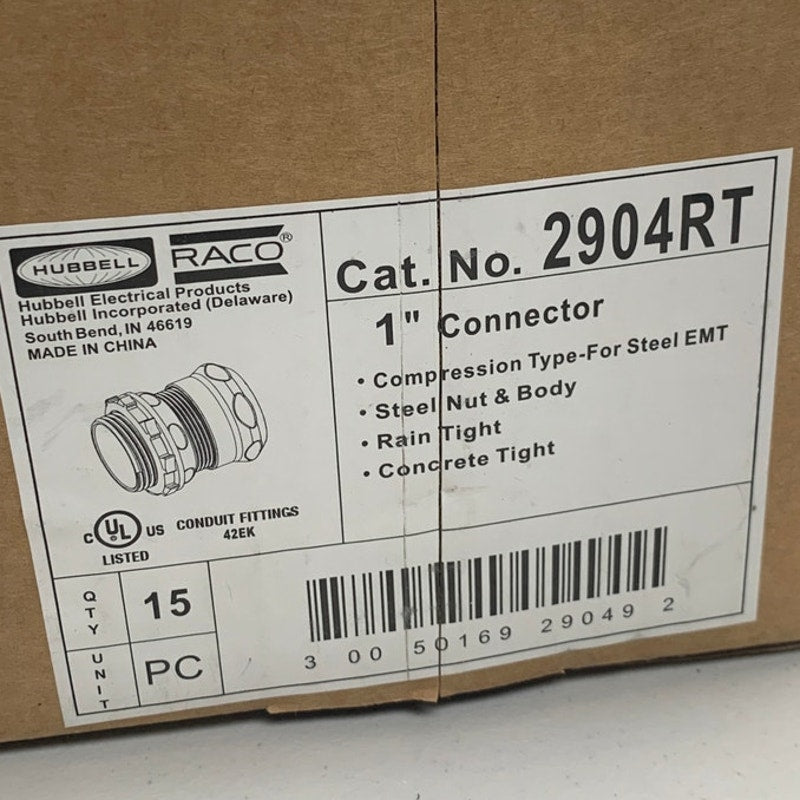 HUBBELL
RACO®
Hubbell Electrical Products
Hubbell Incorporated (Delaware)
South Bend, IN 46619
MADE IN CHINA
Cat. No. 2904RT
1" Connector
• Compression Type-For Steel EMT
• Steel Nut & Body
• Rain Tight
• Concrete Tight
C UL US
LISTED
CONDUIT FITTINGS
42EK
QTY 15
UNIT PC
3 00 50169 29049 2